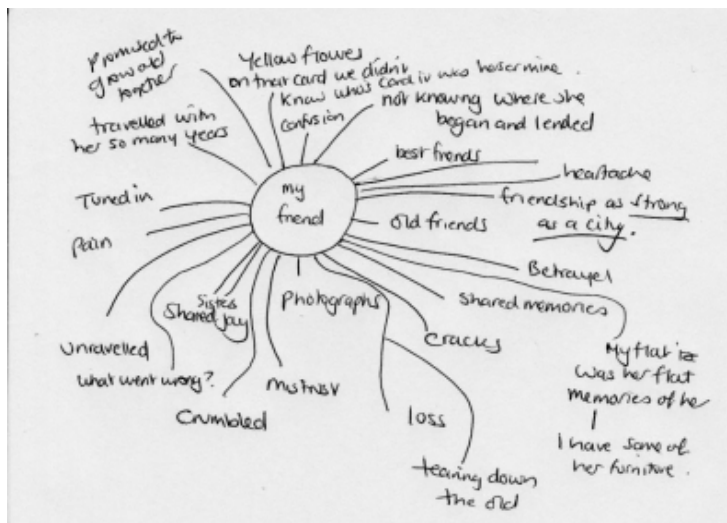 Promised to
grow old
together
Yellow flowers
on that card we didn't
know who's card it was hers or mine.
confusion
not knowing where she
began and I ended
travelled with
her so many years
best friends
heartache
my
friend
friendship as strong
as a city.
Tuned in
old friends
Pain
Betrayel
Sisters
Shared joy
Photographs
Shared memories
cracks
unravelled
what went wrong?
mistrust
Crumbled
My flat
was her flat
memories of her
loss
I have some of
her furniture.
tearing down
the old